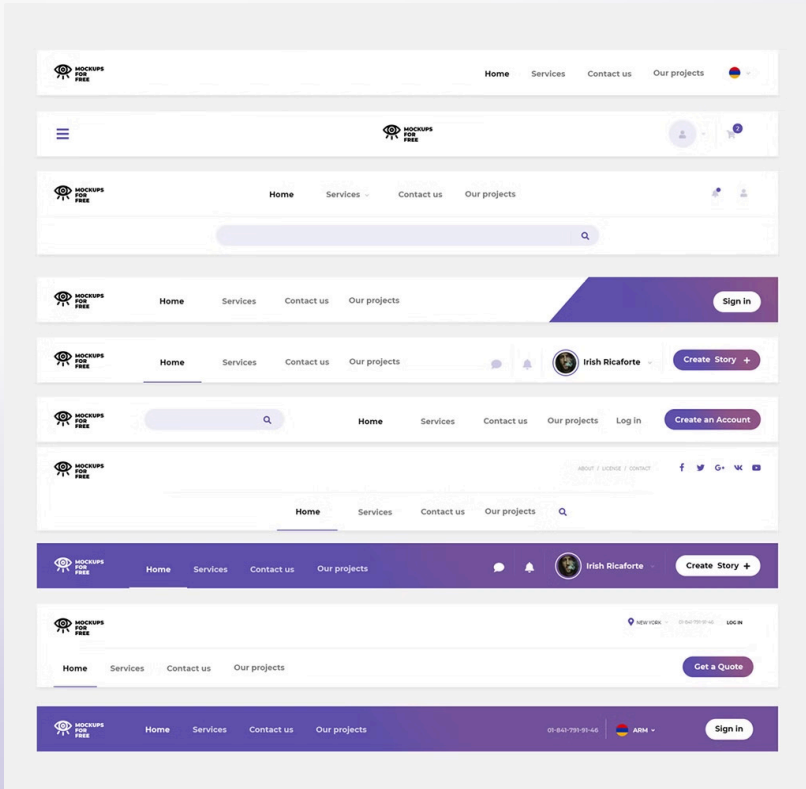 MOCKUPS
FOR
FREE
Home Services Contact us Our projects
MOCKUPS
FOR
FREE
2
MOCKUPS
FOR
FREE
Home Services Contact us Our projects
MOCKUPS
FOR
FREE
Home Services Contact us Our projects Sign in
MOCKUPS
FOR
FREE
Home Services Contact us Our projects Irish Ricaforte Create Story +
MOCKUPS
FOR
FREE
Home Services Contact us Our projects Log in Create an Account
MOCKUPS
FOR
FREE
ABOUT / LICENSE / CONTACT
Home Services Contact us Our projects
MOCKUPS
FOR
FREE
Home Services Contact us Our projects Irish Ricaforte Create Story +
MOCKUPS
FOR
FREE
NEW YORK 01-841-791-91-46 LOG IN
Home Services Contact us Our projects Get a Quote
MOCKUPS
FOR
FREE
Home Services Contact us Our projects 01-841-791-91-46 ARM Sign in